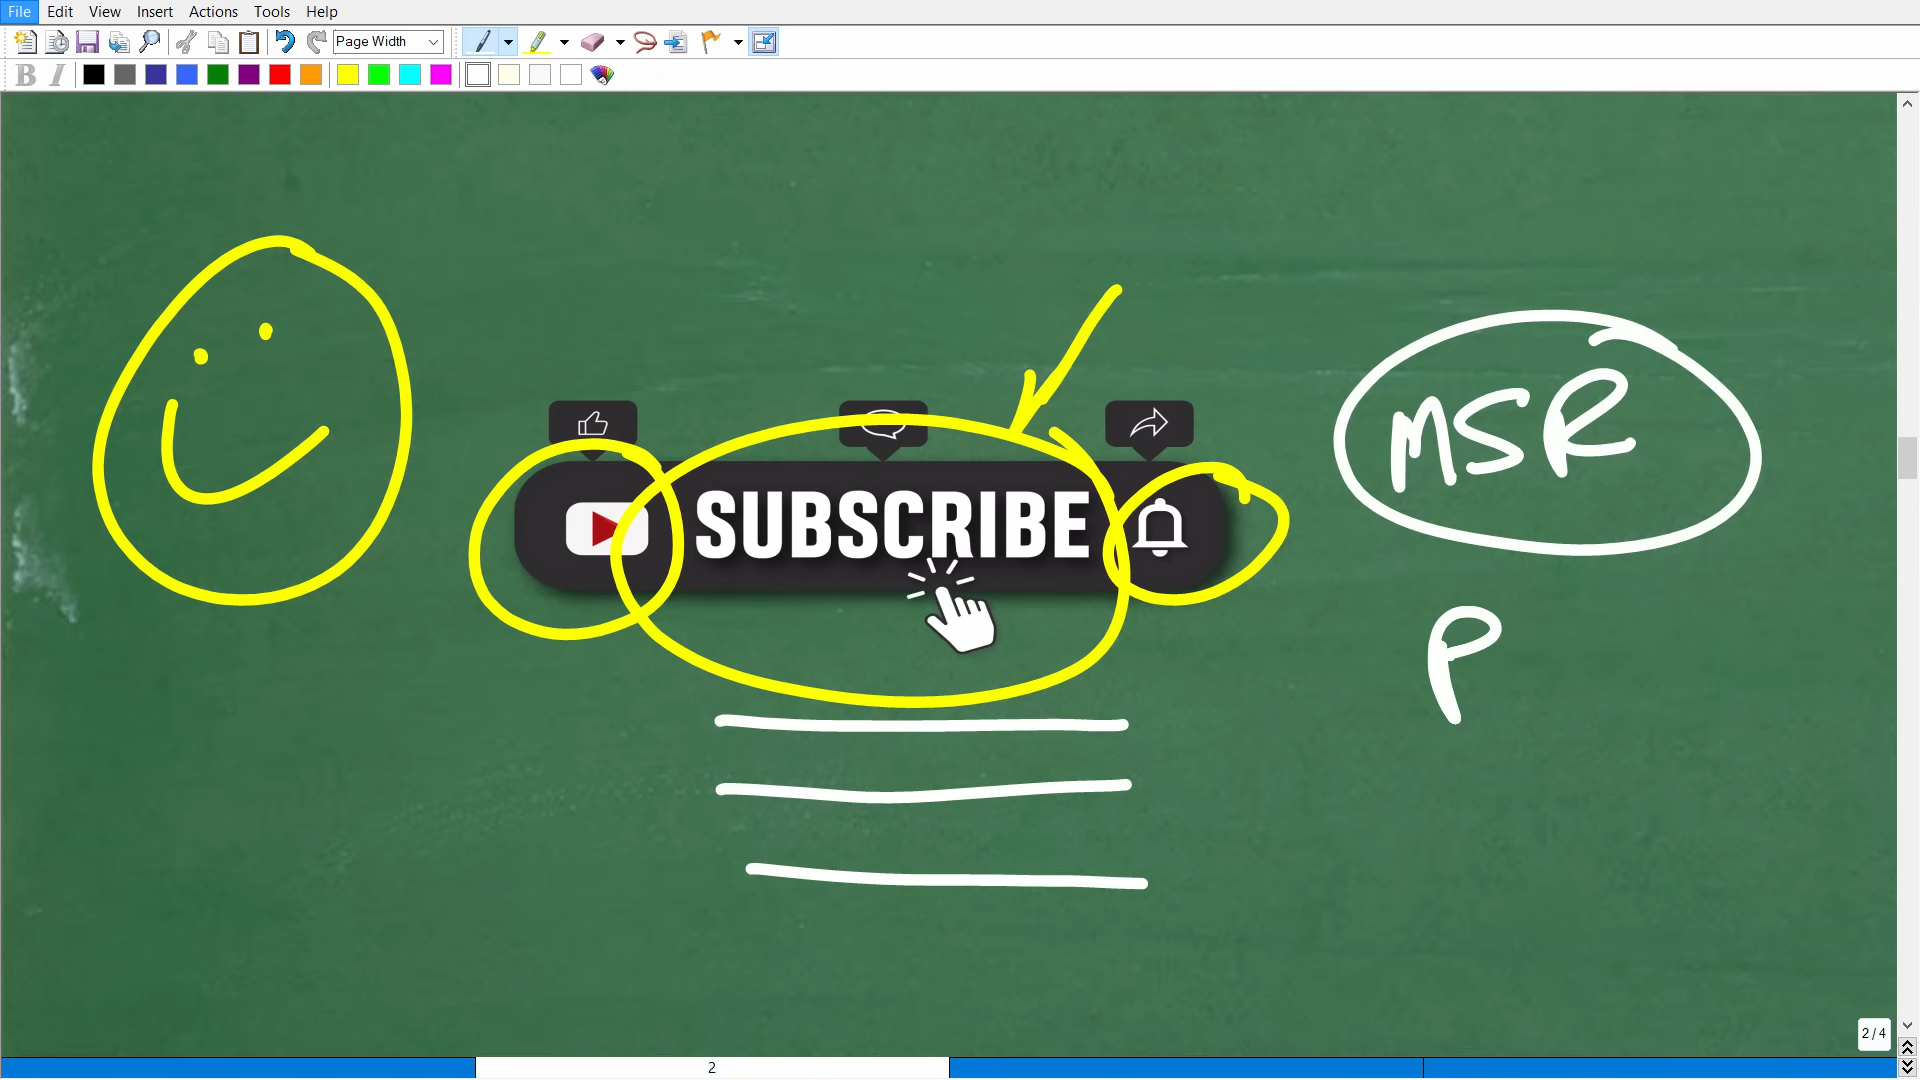 File Edit View Insert Actions Tools Help
Page Width
B I
MSR
SUBSCRIBE
P
2 / 4
2